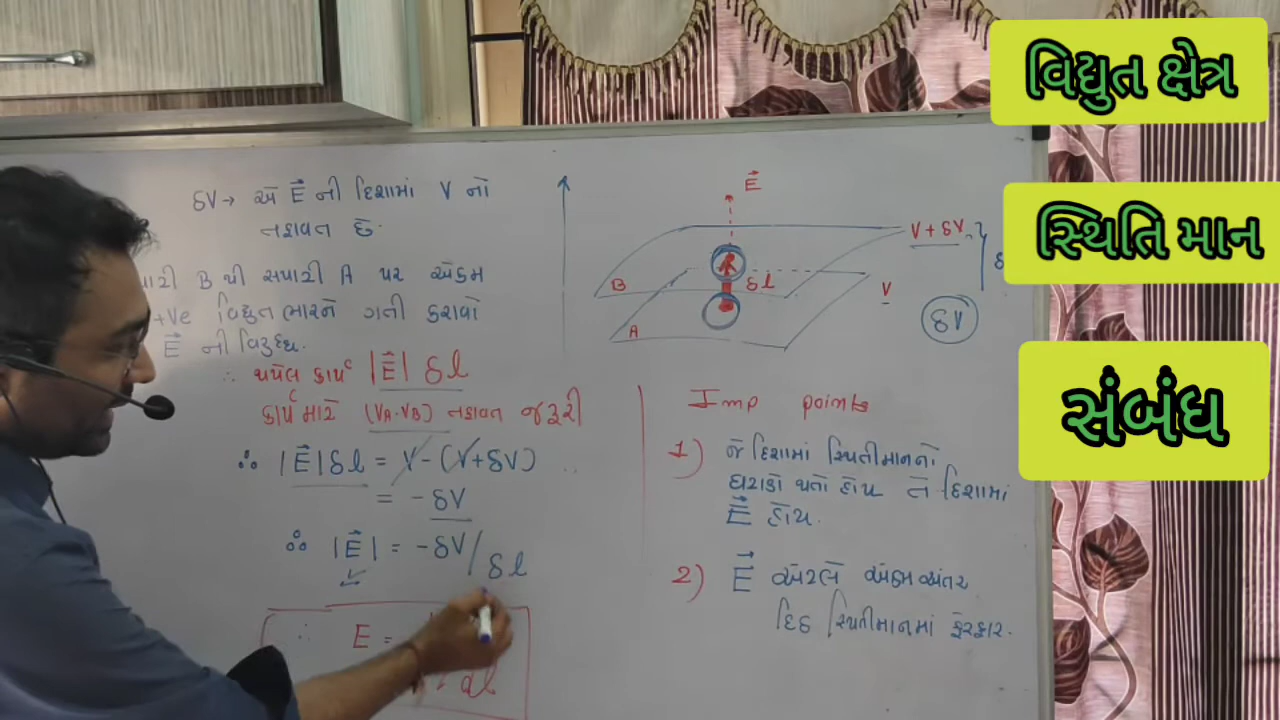 δV → એ E⃗ ની દિશામાં V નો
તફાવત છે.
B થી સપાટી A પર એકમ
+Ve વિદ્યુતભારને ગતી કરાવો
E⃗ ની વિરુદ્ધ.
∴ થયેલ કાર્ય |E⃗| δl
કાર્ય માટે (VA-VB) તફાવત જરૂરી
∴ |E⃗|δl = V-(V+δV)
= -δV
∴ |E⃗| = -δV/δl
∴ E =
dl
E⃗
B
δl
A
V + δV
V
δV
Imp points
1) જે દિશામાં સ્થિતીમાનનો
ઘટાડો થતો હોય તે દિશામાં
E⃗ હોય.
2) E⃗ એટલે એકમ અંતર
દિઠ સ્થિતીમાનમાં ફેરફાર.
વિદ્યુત ક્ષેત્ર
સ્થિતિ માન
સંબંધ